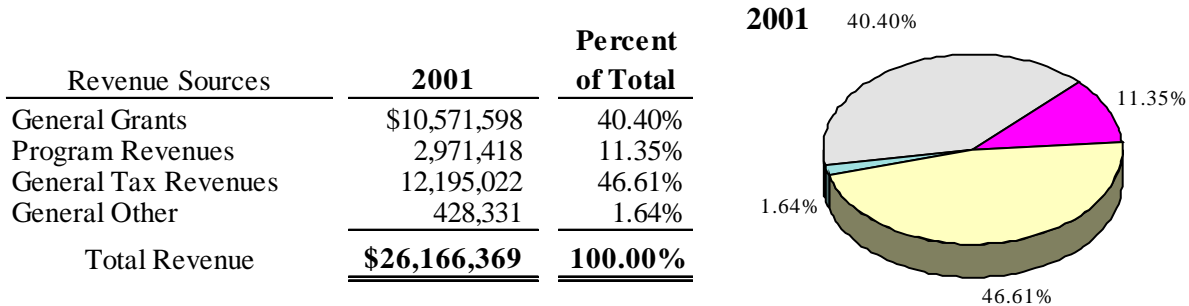 Percent
Revenue Sources 2001 of Total
General Grants $10,571,598 40.40%
Program Revenues 2,971,418 11.35%
General Tax Revenues 12,195,022 46.61%
General Other 428,331 1.64%
Total Revenue $26,166,369 100.00%
2001 40.40%
11.35%
1.64%
46.61%